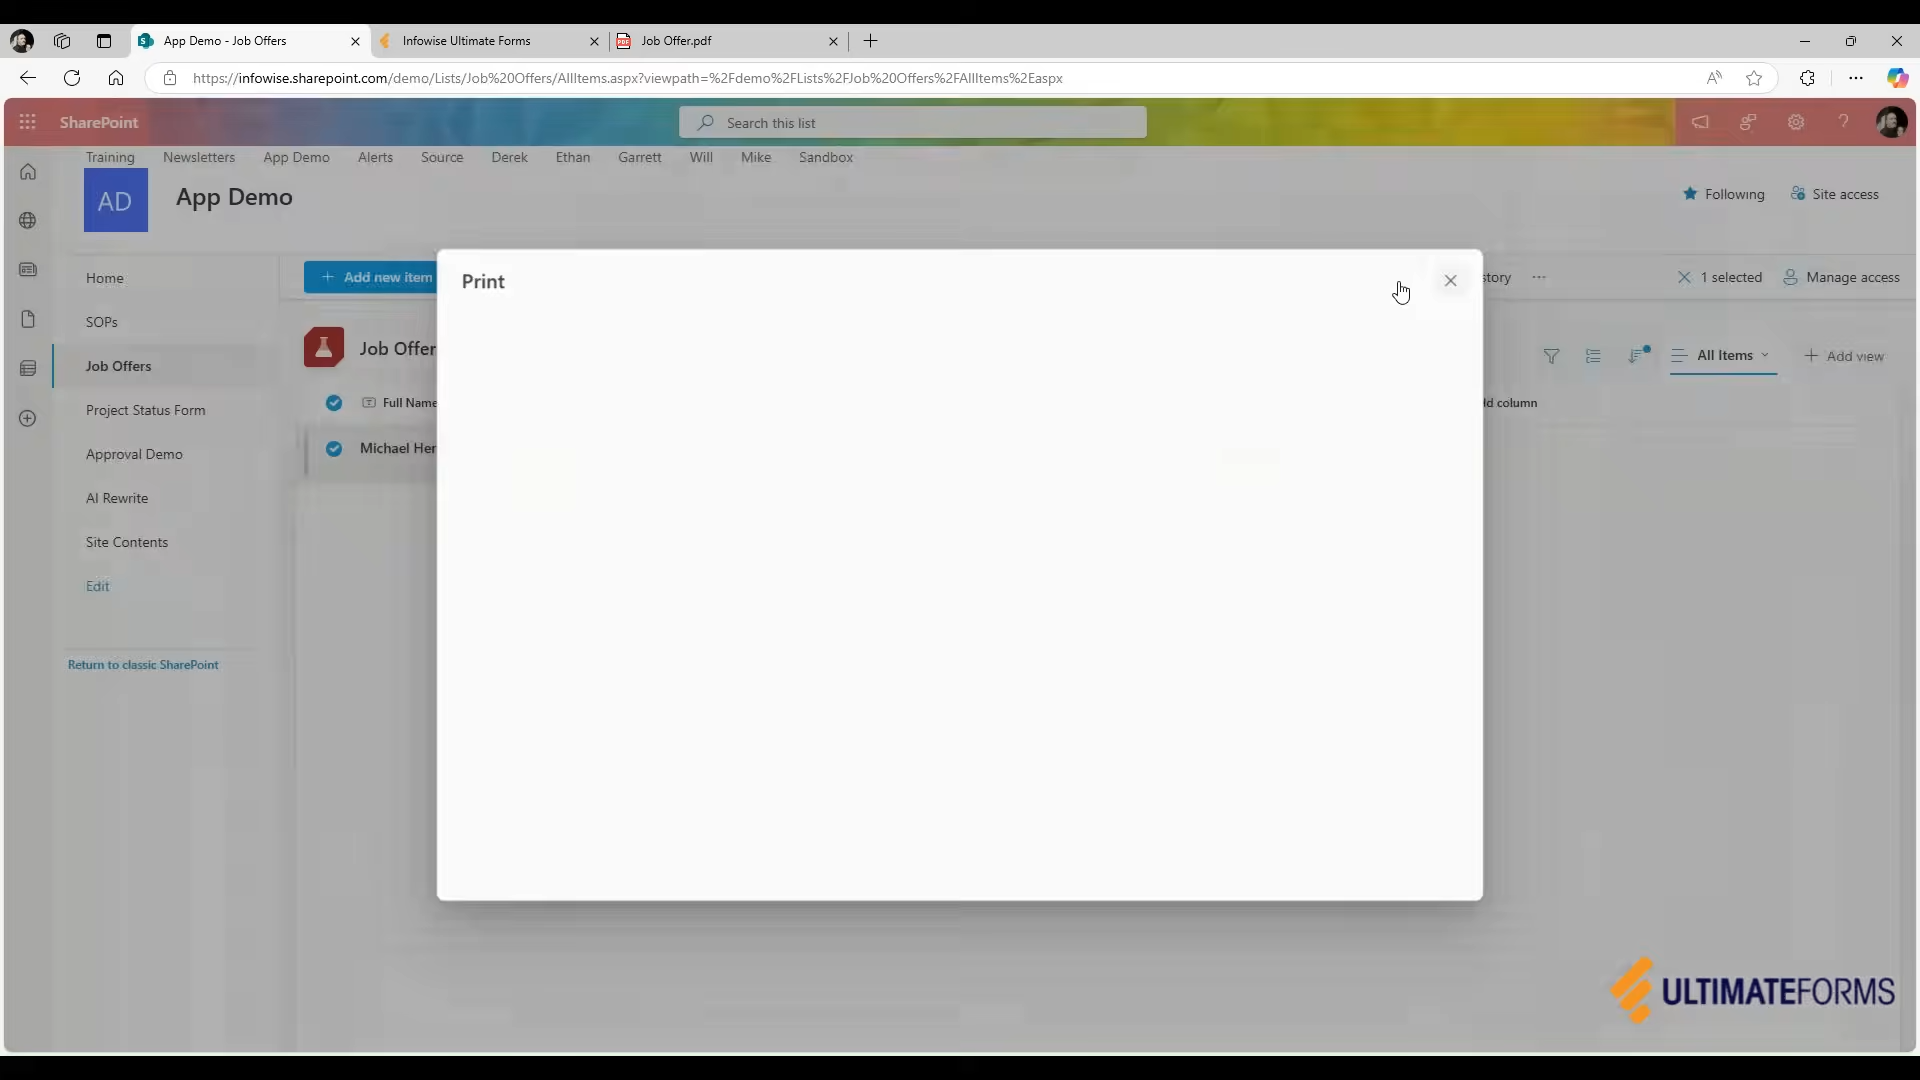 App Demo - Job Offers
Infowise Ultimate Forms
Job Offer.pdf
https://infowise.sharepoint.com/demo/Lists/Job%20Offers/AllItems.aspx?viewpath=%2Fdemo%2FLists%2FJob%20Offers%2FAllItems%2Easpx
SharePoint
Search this list
Training Newsletters App Demo Alerts Source Derek Ethan Garrett Will Mike Sandbox
AD
App Demo
Following
Site access
Home
SOPs
Job Offers
Project Status Form
Approval Demo
AI Rewrite
Site Contents
Edit
Return to classic SharePoint
+ Add new item
story
1 selected
Manage access
Job Offer
All Items
Add view
Full Name
dd column
Michael Her
Print
ULTIMATEFORMS